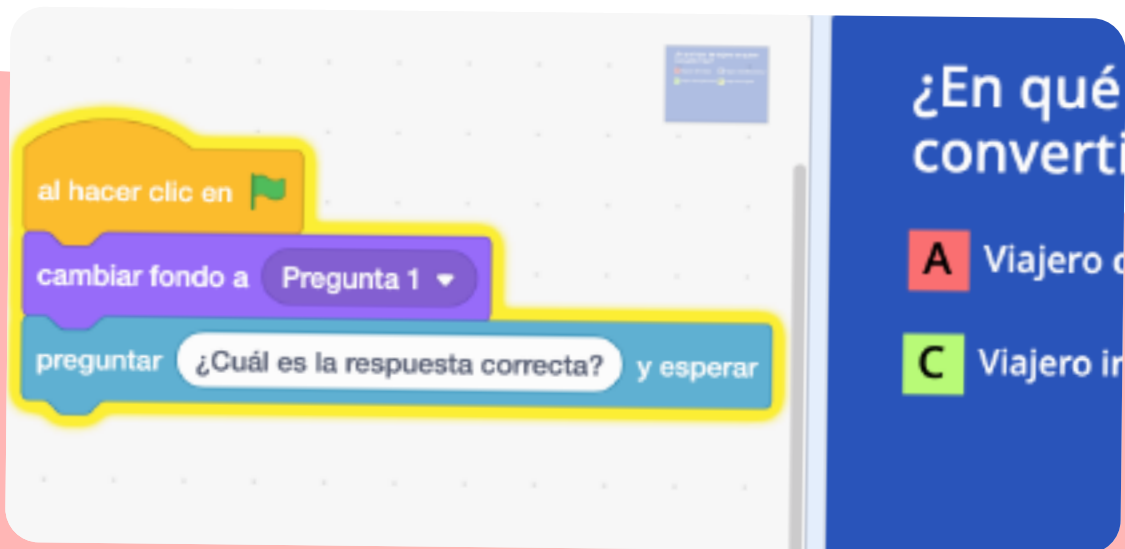 al hacer clic en
cambiar fondo a Pregunta 1
preguntar ¿Cuál es la respuesta correcta? y esperar
¿En qué
converti
A Viajero
C Viajero